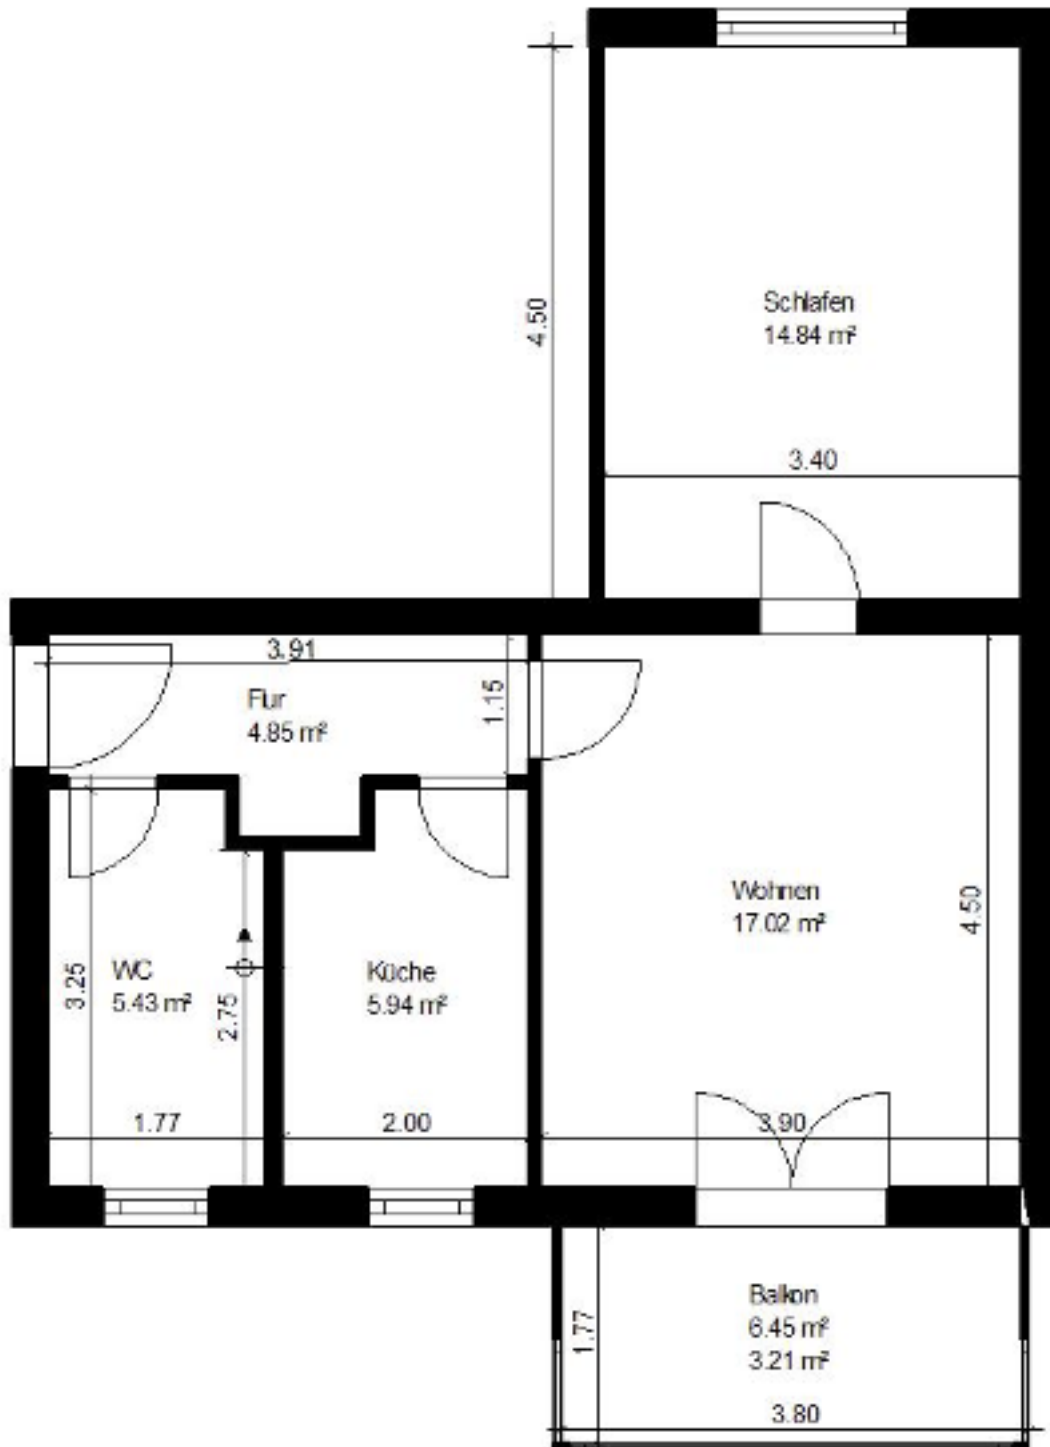 Schlafen
14.84 m²
4.50
3.40
3.91
Flur
4.85 m²
1.15
Wohnen
17.02 m²
4.50
WC
5.43 m²
3.25
2.75
Küche
5.94 m²
1.77
2.00
3.90
Balkon
6.45 m²
3.21 m²
1.77
3.80